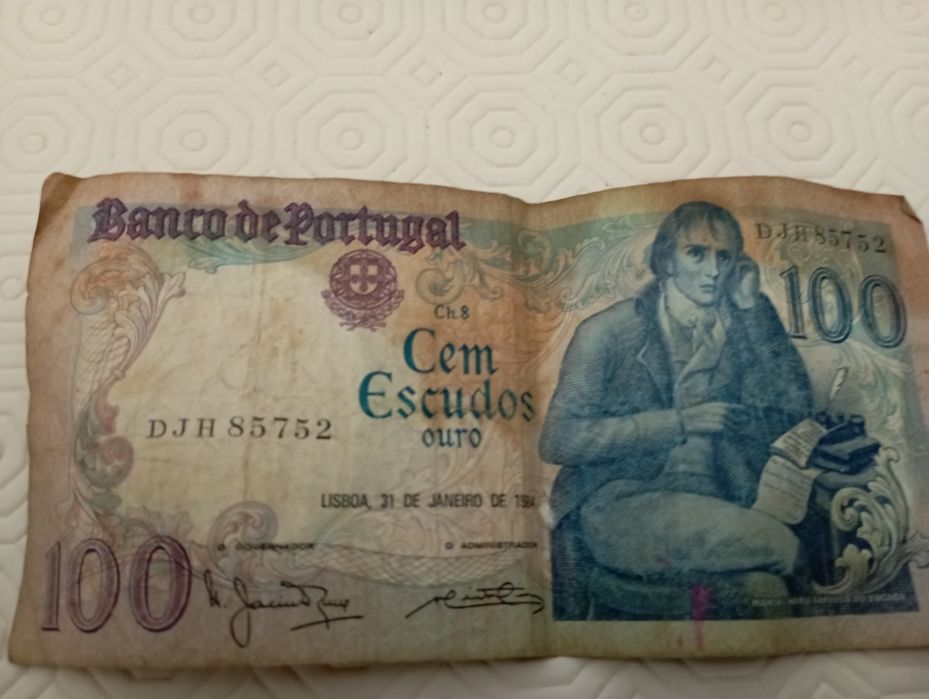 Banco de Portugal
DJH 85752
100
Ch. 8
Cem
Escudos
ouro
DJH 85752
LISBOA, 31 DE JANEIRO DE 1984
O GOVERNADOR
O ADMINISTRADOR
100